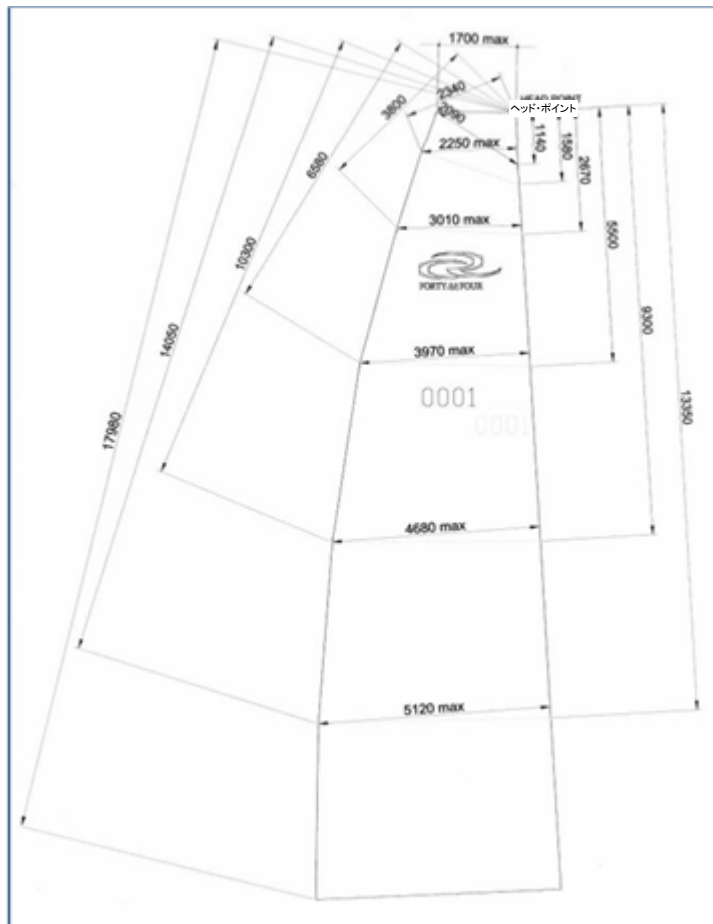 1700 max
HEAD POINT
ヘッド・ポイント
2340
3800
2090
2250 max
1140
1580
2670
6580
3010 max
5500
10300
FORTY FOUR
9300
14050
3970 max
0001
0001
13350
17980
4680 max
5120 max